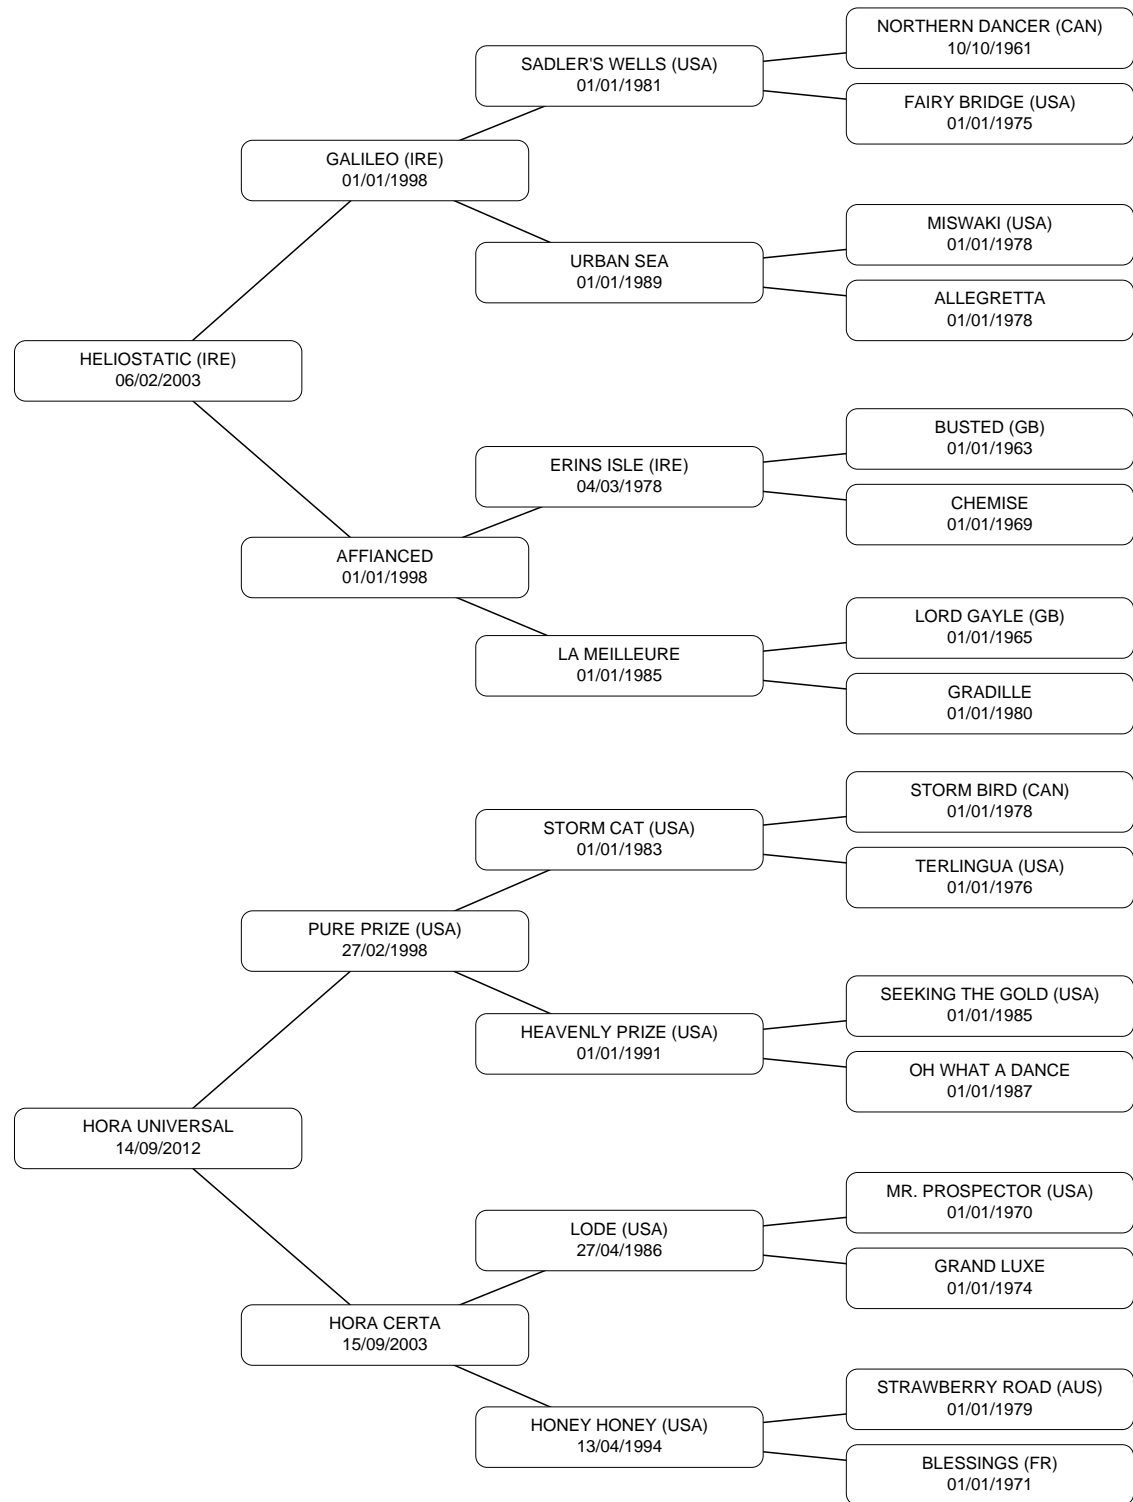 NORTHERN DANCER (CAN)
10/10/1961
SADLER'S WELLS (USA)
01/01/1981
FAIRY BRIDGE (USA)
01/01/1975
GALILEO (IRE)
01/01/1998
MISWAKI (USA)
01/01/1978
URBAN SEA
01/01/1989
ALLEGRETTA
01/01/1978
HELIOSTATIC (IRE)
06/02/2003
BUSTED (GB)
01/01/1963
ERINS ISLE (IRE)
04/03/1978
CHEMISE
01/01/1969
AFFIANCED
01/01/1998
LORD GAYLE (GB)
01/01/1965
LA MEILLEURE
01/01/1985
GRADILLE
01/01/1980
STORM BIRD (CAN)
01/01/1978
STORM CAT (USA)
01/01/1983
TERLINGUA (USA)
01/01/1976
PURE PRIZE (USA)
27/02/1998
SEEKING THE GOLD (USA)
01/01/1985
HEAVENLY PRIZE (USA)
01/01/1991
OH WHAT A DANCE
01/01/1987
HORA UNIVERSAL
14/09/2012
MR. PROSPECTOR (USA)
01/01/1970
LODE (USA)
27/04/1986
GRAND LUXE
01/01/1974
HORA CERTA
15/09/2003
STRAWBERRY ROAD (AUS)
01/01/1979
HONEY HONEY (USA)
13/04/1994
BLESSINGS (FR)
01/01/1971